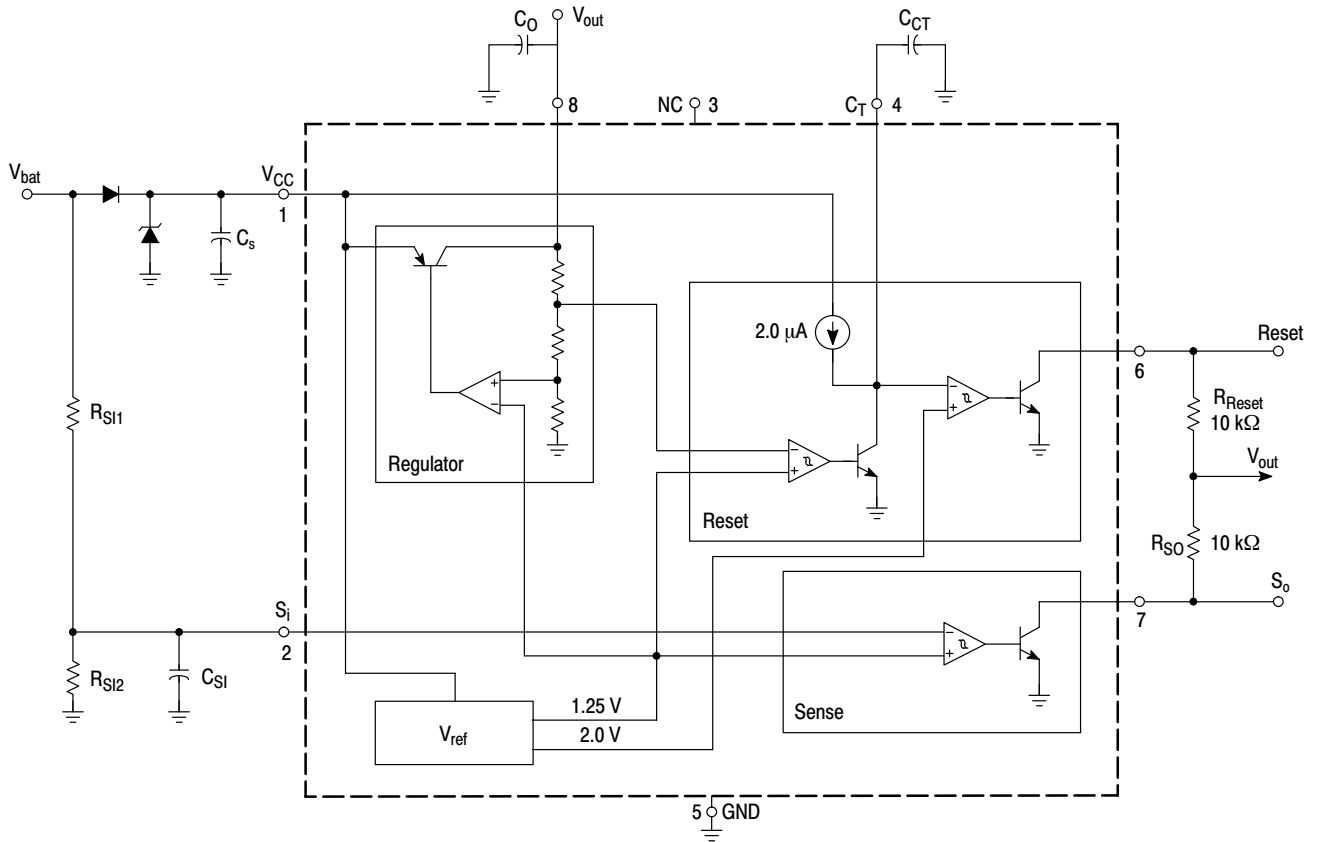 C_O
V_out
C_CT
8
NC 3
C_T 4
V_bat
V_CC
1
C_s
2.0 μA
Reset
6
R_Reset
10 kΩ
R_SI1
+
−
−
+
−
+
Regulator
V_out
Reset
R_SO 10 kΩ
S_i
2
S_o
7
−
+
R_SI2
C_SI
1.25 V
V_ref
2.0 V
Sense
5 GND